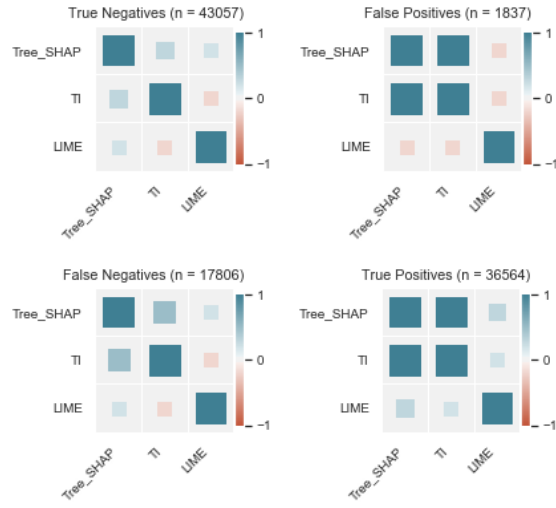 True Negatives (n = 43057)
Tree_SHAP
TI
LIME
1
0
−1
Tree_SHAP
TI
LIME
False Positives (n = 1837)
Tree_SHAP
TI
LIME
1
0
−1
Tree_SHAP
TI
LIME
False Negatives (n = 17806)
Tree_SHAP
TI
LIME
1
0
−1
Tree_SHAP
TI
LIME
True Positives (n = 36564)
Tree_SHAP
TI
LIME
1
0
−1
Tree_SHAP
TI
LIME